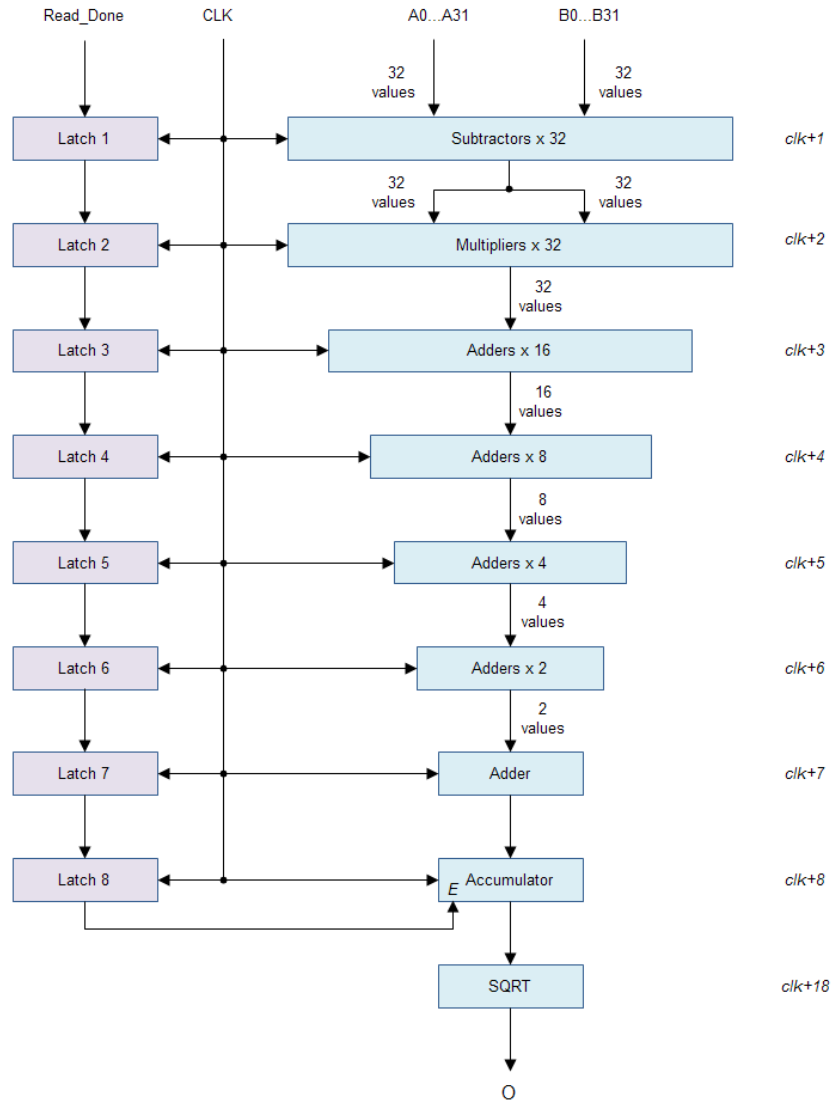 Read_Done CLK A0...A31 B0...B31
32
values
32
values
Latch 1 Subtractors x 32 clk+1
32
values
32
values
Latch 2 Multipliers x 32 clk+2
32
values
Latch 3 Adders x 16 clk+3
16
values
Latch 4 Adders x 8 clk+4
8
values
Latch 5 Adders x 4 clk+5
4
values
Latch 6 Adders x 2 clk+6
2
values
Latch 7 Adder clk+7
Latch 8 Accumulator clk+8
E
SQRT clk+18
O